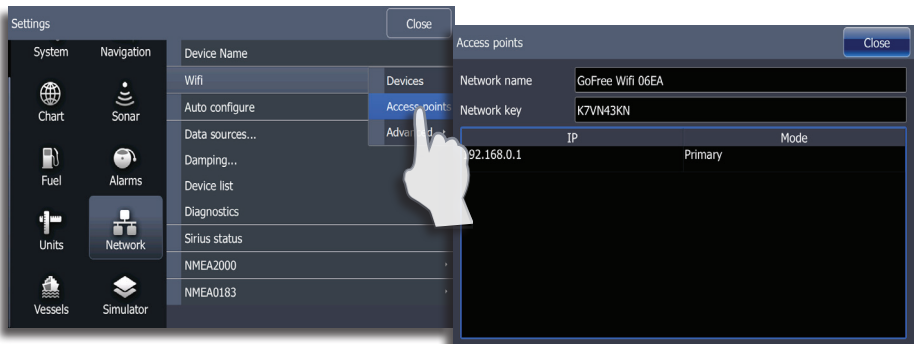 Settings
Close
System
Navigation
Chart
Sonar
Fuel
Alarms
Units
Network
Vessels
Simulator
Device Name
Wifi
Auto configure
Data sources...
Damping...
Device list
Diagnostics
Sirius status
NMEA2000
NMEA0183
Devices
Access points
Advanced
Access points
Close
Network name
GoFree Wifi 06EA
Network key
K7VN43KN
IP
Mode
192.168.0.1
Primary